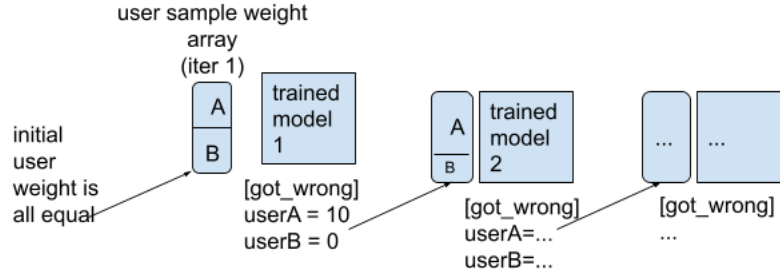 user sample weight
array
(iter 1)
A
B
initial
user
weight is
all equal
trained
model
1
[got_wrong]
userA = 10
userB = 0
A
B
trained
model
2
[got_wrong]
userA=...
userB=...
...
...
[got_wrong]
...